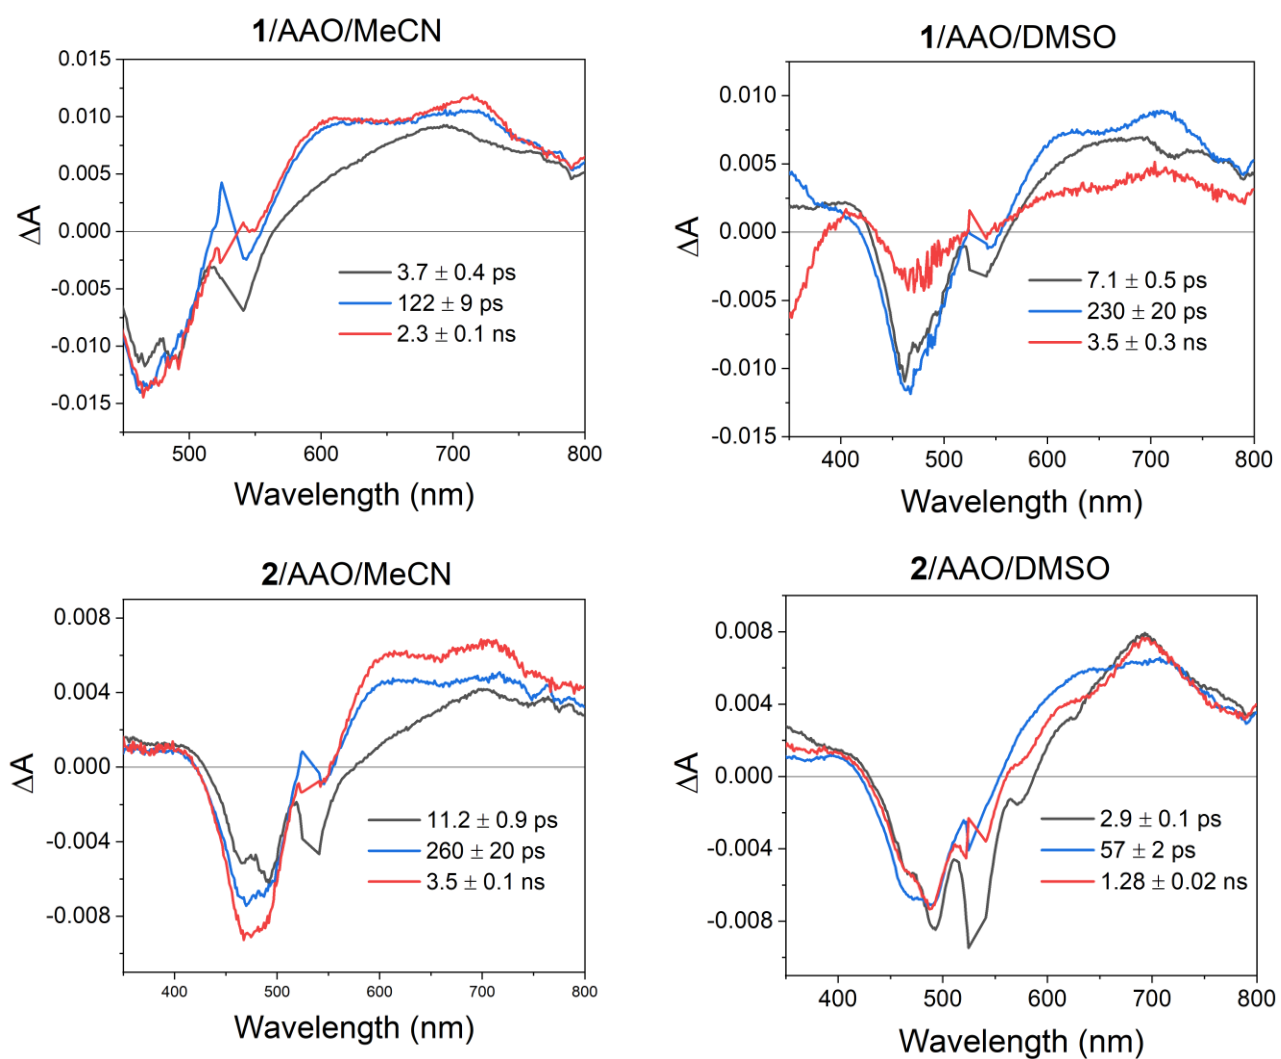 1/AAO/MeCN
0.015
0.010
0.005
0.000
-0.005
-0.010
-0.015
ΔA
3.7 ± 0.4 ps
122 ± 9 ps
2.3 ± 0.1 ns
500 600 700 800
Wavelength (nm)
1/AAO/DMSO
0.010
0.005
0.000
-0.005
-0.010
-0.015
ΔA
7.1 ± 0.5 ps
230 ± 20 ps
3.5 ± 0.3 ns
400 500 600 700 800
Wavelength (nm)
2/AAO/MeCN
0.008
0.004
0.000
-0.004
-0.008
ΔA
11.2 ± 0.9 ps
260 ± 20 ps
3.5 ± 0.1 ns
400 500 600 700 800
Wavelength (nm)
2/AAO/DMSO
0.008
0.004
0.000
-0.004
-0.008
ΔA
2.9 ± 0.1 ps
57 ± 2 ps
1.28 ± 0.02 ns
400 500 600 700 800
Wavelength (nm)